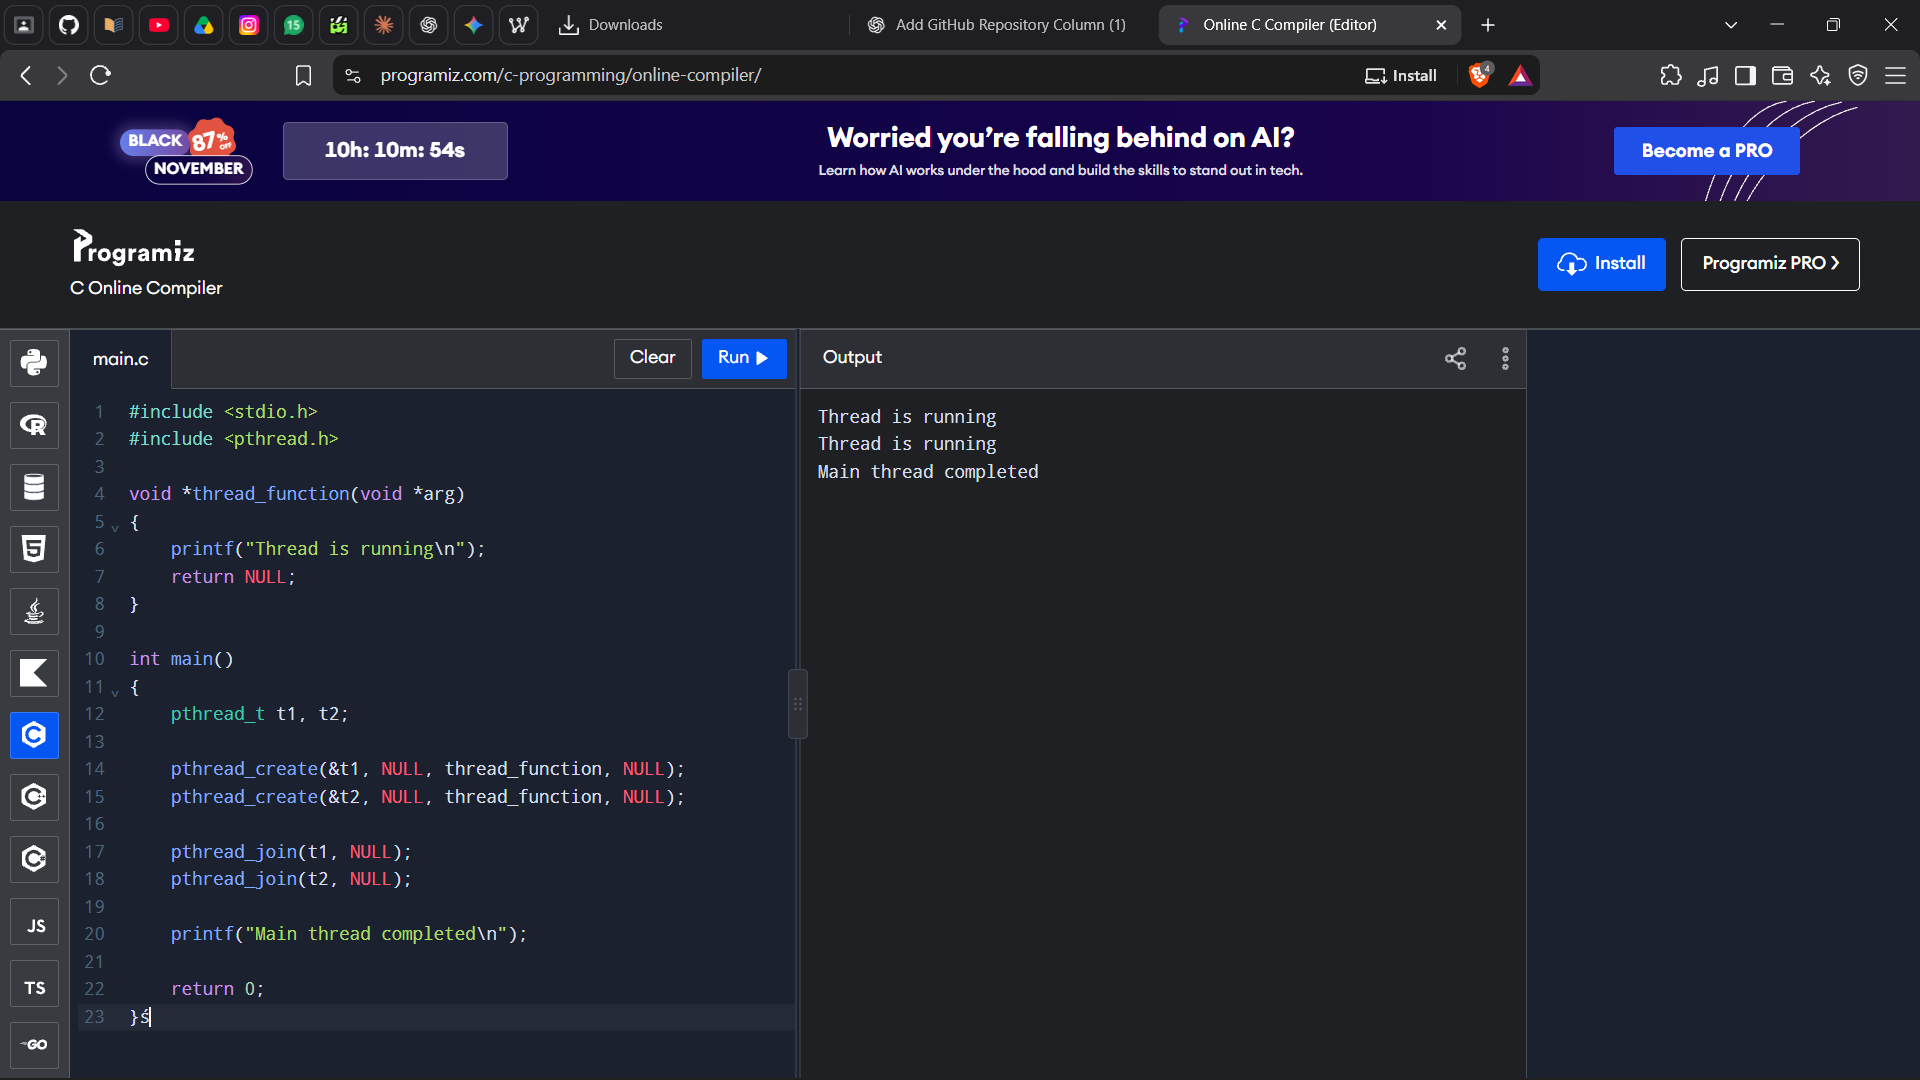 15
Downloads
Add GitHub Repository Column (1)
Online C Compiler (Editor)
programiz.com/c-programming/online-compiler/
Install
4
BLACK
87% OFF
NOVEMBER
10h: 10m: 54s
Worried you’re falling behind on AI?
Learn how AI works under the hood and build the skills to stand out in tech.
Become a PRO
Programiz
C Online Compiler
Install
Programiz PRO
main.c
Clear
Run
Output
1 #include <stdio.h>
2 #include <pthread.h>
3
4 void *thread_function(void *arg)
5 {
6 printf("Thread is running\n");
7 return NULL;
8 }
9
10 int main()
11 {
12 pthread_t t1, t2;
13
14 pthread_create(&t1, NULL, thread_function, NULL);
15 pthread_create(&t2, NULL, thread_function, NULL);
16
17 pthread_join(t1, NULL);
18 pthread_join(t2, NULL);
19
20 printf("Main thread completed\n");
21
22 return 0;
23 }ś
Thread is running
Thread is running
Main thread completed
JS
TS
GO